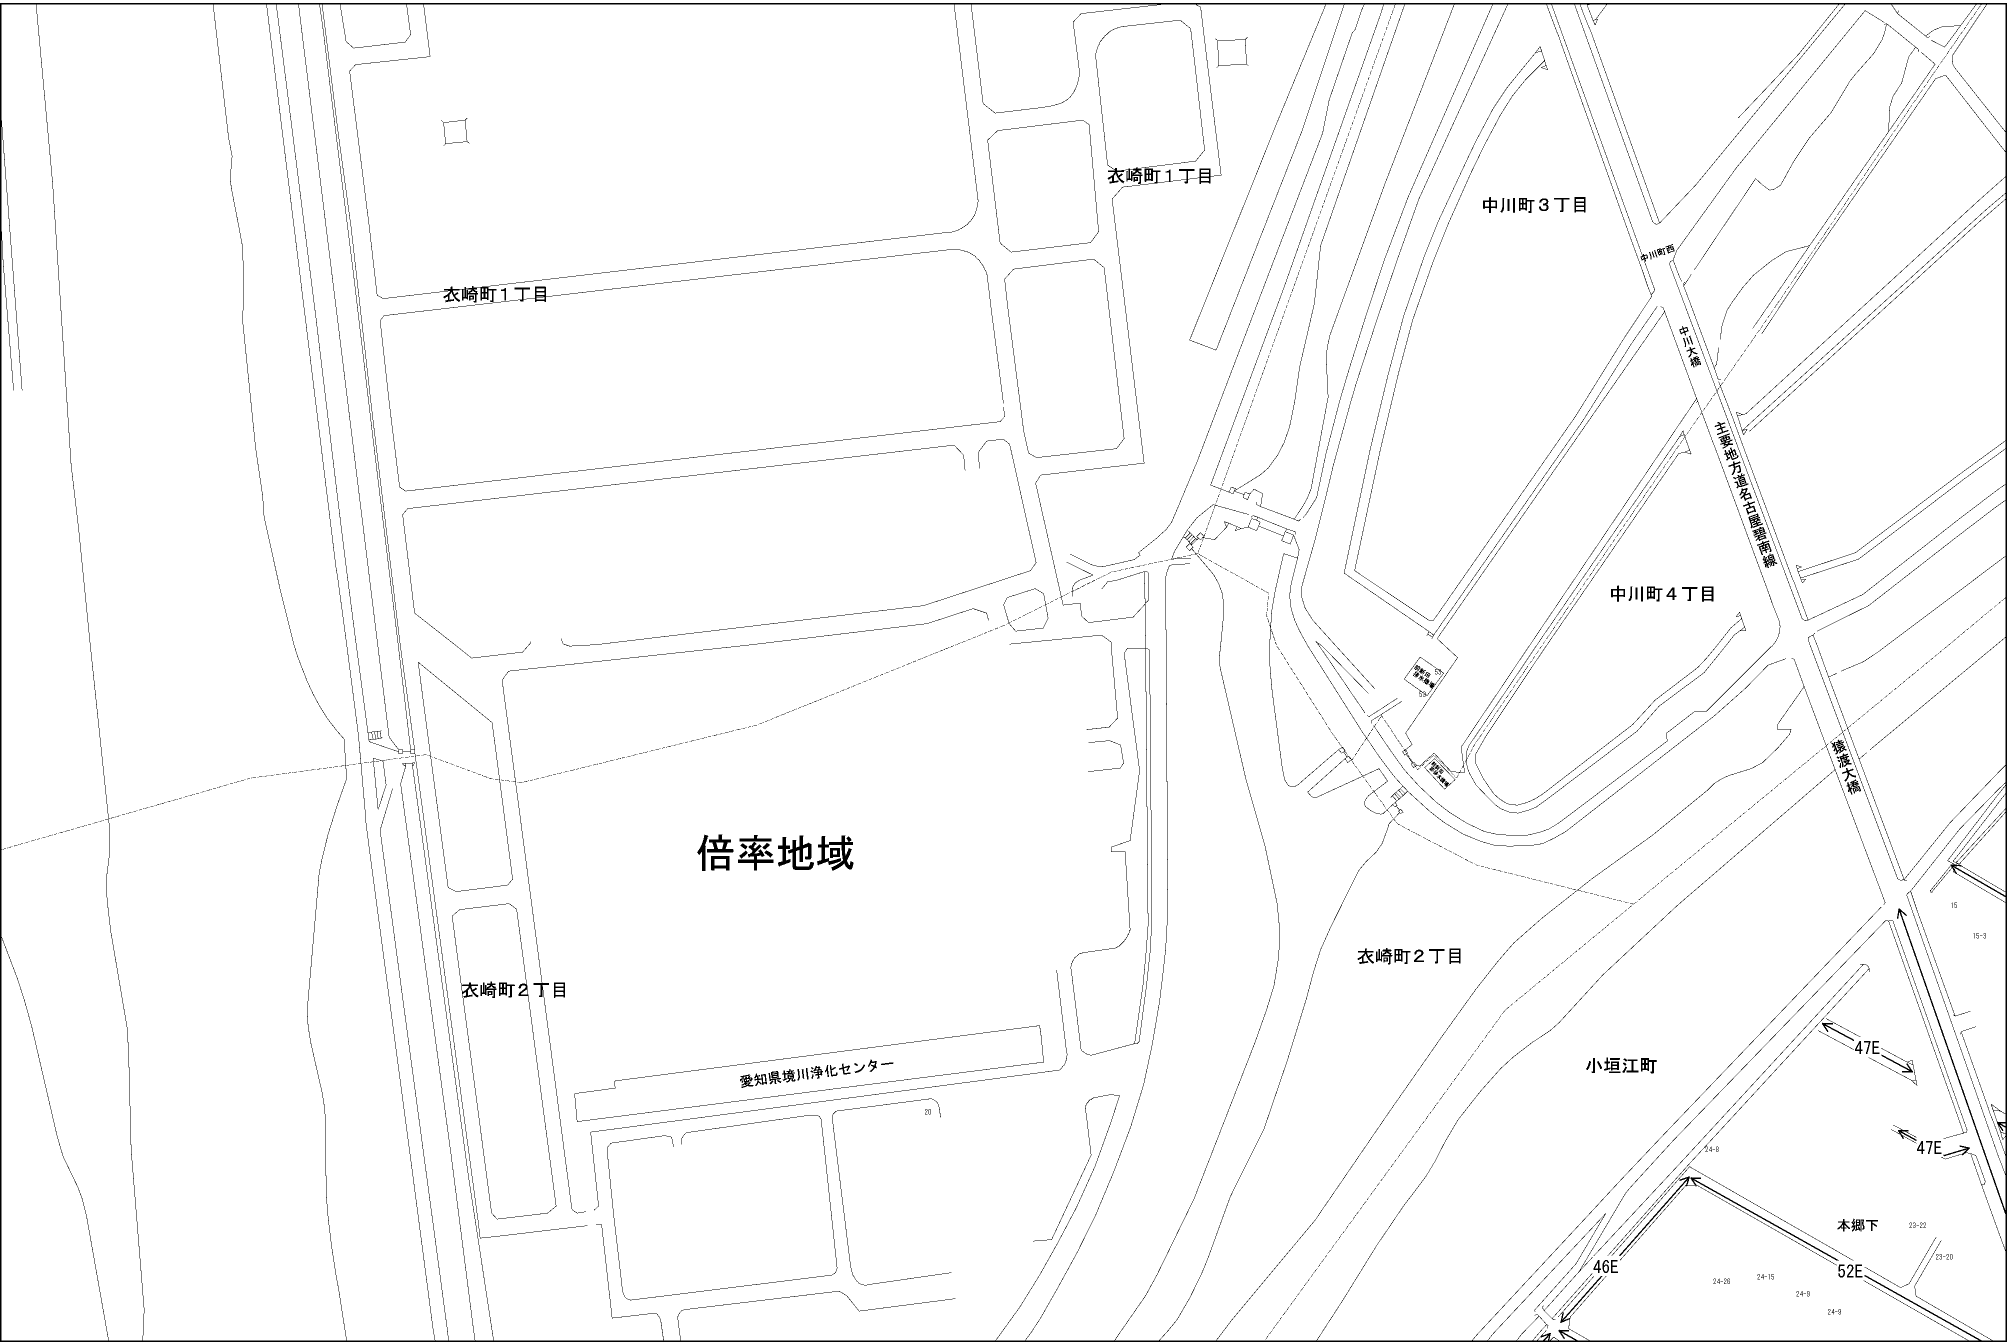 衣崎町１丁目
中川町３丁目
中川町西
衣崎町１丁目
中川大橋
主要地方道名古屋碧南線
中川町４丁目
53
53
猿渡大橋
倍率地域
15
15-3
衣崎町２丁目
衣崎町２丁目
47E
小垣江町
愛知県境川浄化センター
20
47E
24-8
本郷下
23-22
23-20
46E
52E
24-26
24-15
24-9
24-9